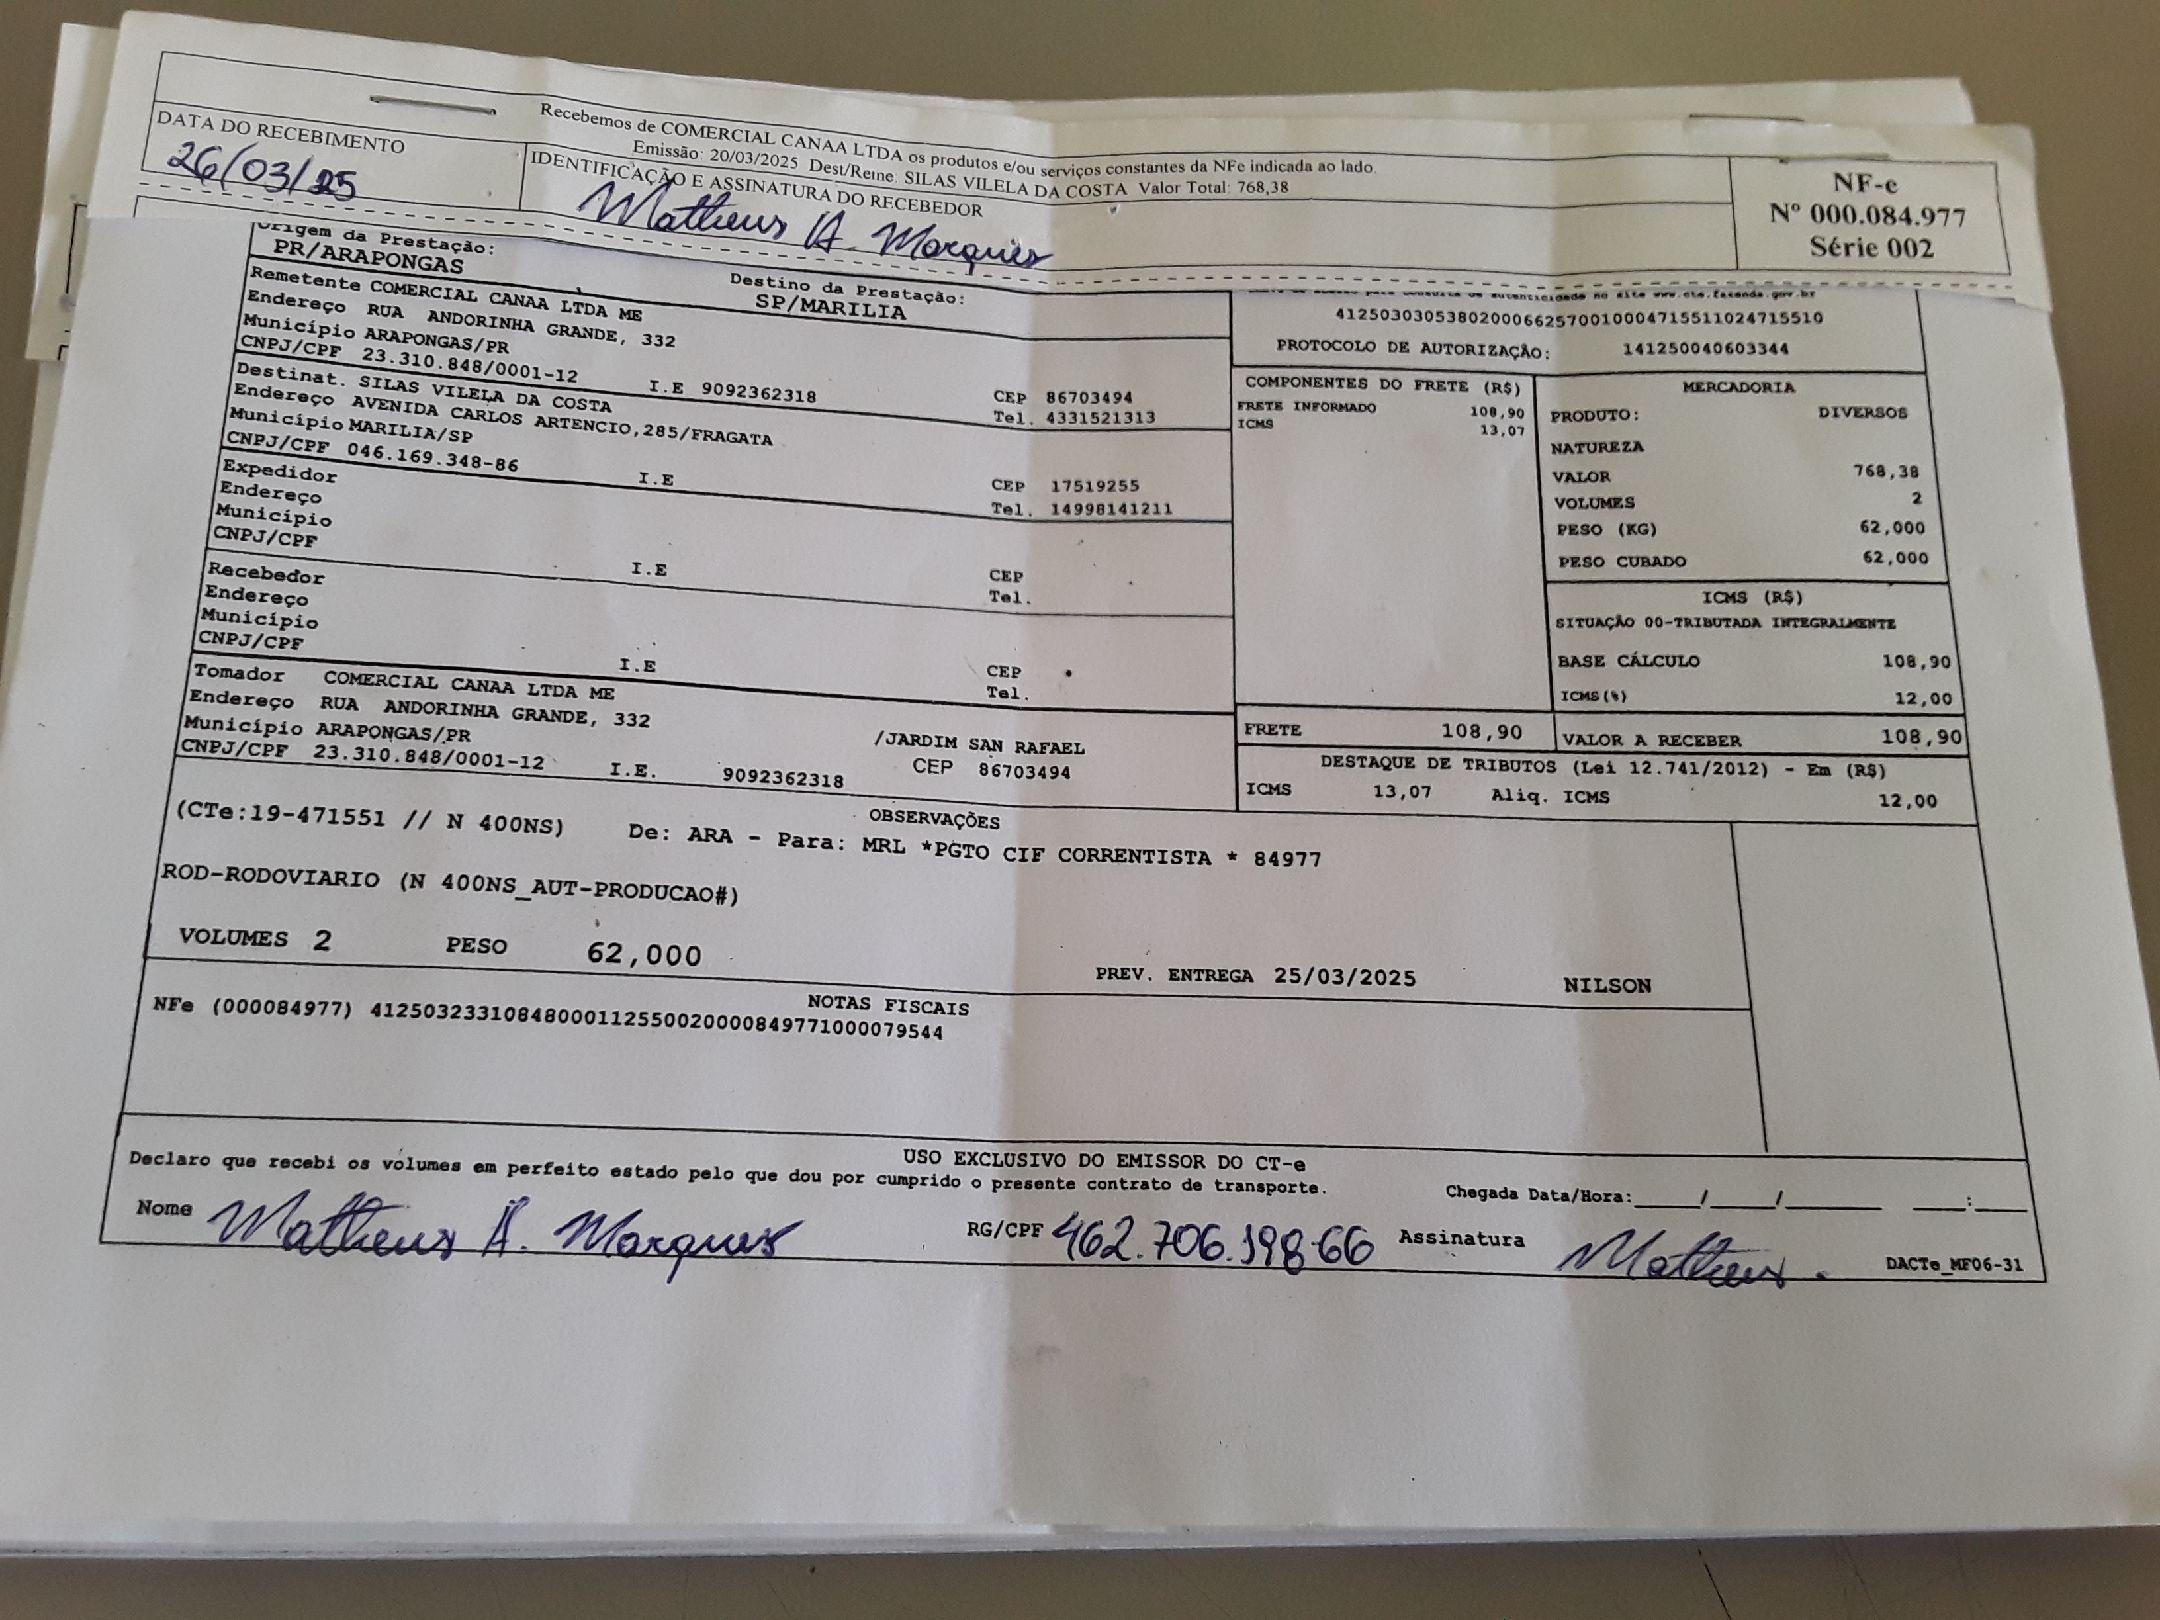 Recebemos de COMERCIAL CANAA LTDA os produtos e/ou serviços constantes da NFe indicada ao lado.
Emissão: 20/03/2025 Dest/Reme: SILAS VILELA DA COSTA Valor Total: 768,38
DATA DO RECEBIMENTO
26/03/25
IDENTIFICAÇÃO E ASSINATURA DO RECEBEDOR
Matheus A. Marques
NF-e
Nº 000.084.977
Série 002
Origem da Prestação:
PR/ARAPONGAS
Destino da Prestação:
SP/MARILIA
Remetente COMERCIAL CANAA LTDA ME
Endereço RUA ANDORINHA GRANDE, 332
Município ARAPONGAS/PR
CNPJ/CPF 23.310.848/0001-12 I.E 9092362318
CEP 86703494
Tel. 4331521313
Destinat. SILAS VILELA DA COSTA
Endereço AVENIDA CARLOS ARTENCIO,285/FRAGATA
Município MARILIA/SP
CNPJ/CPF 046.169.348-86 I.E
CEP 17519255
Tel. 14998141211
Expedidor
Endereço
Município
CNPJ/CPF I.E
CEP
Tel.
Recebedor
Endereço
Município
CNPJ/CPF I.E
CEP
Tel.
Tomador COMERCIAL CANAA LTDA ME
Endereço RUA ANDORINHA GRANDE, 332 /JARDIM SAN RAFAEL
Município ARAPONGAS/PR CEP 86703494
CNPJ/CPF 23.310.848/0001-12 I.E. 9092362318
autenticidade no site www.cte.fazenda.gov.br
41250303053802000662570010004715511024715510
PROTOCOLO DE AUTORIZAÇÃO: 141250040603344
COMPONENTES DO FRETE (R$)
FRETE INFORMADO 108,90
ICMS 13,07
MERCADORIA
PRODUTO: DIVERSOS
NATUREZA
VALOR 768,38
VOLUMES 2
PESO (KG) 62,000
PESO CUBADO 62,000
ICMS (R$)
SITUAÇÃO 00-TRIBUTADA INTEGRALMENTE
BASE CÁLCULO 108,90
ICMS(%) 12,00
FRETE 108,90
VALOR A RECEBER 108,90
DESTAQUE DE TRIBUTOS (Lei 12.741/2012) - Em (R$)
ICMS 13,07 Aliq. ICMS 12,00
OBSERVAÇÕES
(CTe:19-471551 // N 400NS) De: ARA - Para: MRL *PGTO CIF CORRENTISTA * 84977
ROD-RODOVIARIO (N 400NS_AUT-PRODUCAO#)
VOLUMES 2 PESO 62,000
PREV. ENTREGA 25/03/2025 NILSON
NOTAS FISCAIS
NFe (000084977) 41250323310848000112550020000849771000079544
USO EXCLUSIVO DO EMISSOR DO CT-e
Declaro que recebi os volumes em perfeito estado pelo que dou por cumprido o presente contrato de transporte.
Chegada Data/Hora:____/____/____ ___:___
Nome Matheus A. Marques RG/CPF 462.706.198-66 Assinatura Matheus.
DACTe_MF06-31